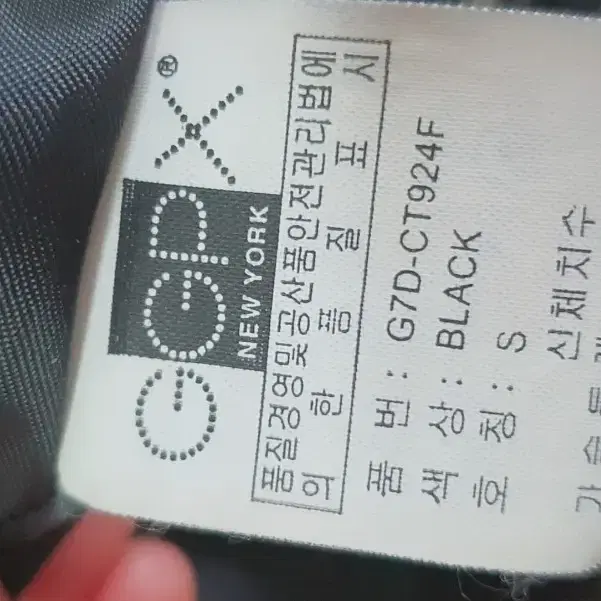 GGPX®
NEW YORK
품질경영및공산품안전관리법에
의한 품질표시
품 번 : G7D-CT924F
색 상 : BLACK
호 칭 : S
신체치수